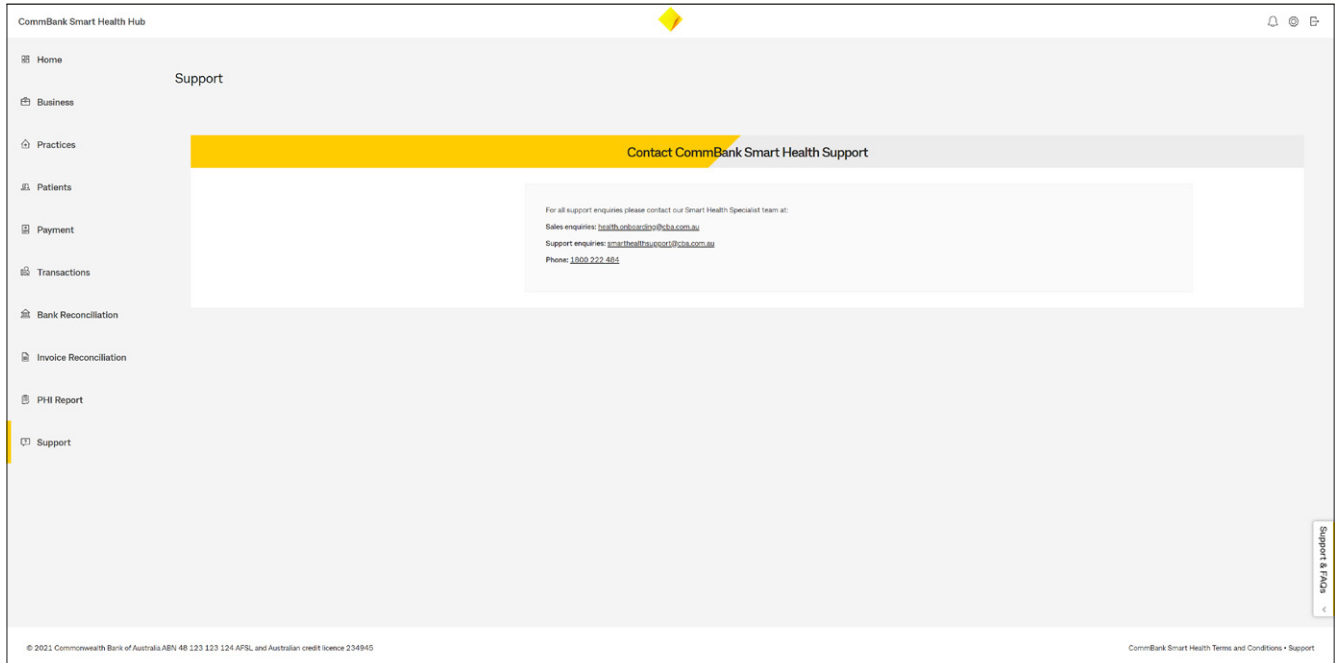 CommBank Smart Health Hub
Home
Business
Practices
Patients
Payment
Transactions
Bank Reconciliation
Invoice Reconciliation
PHI Report
Support
Support
Contact CommBank Smart Health Support
For all support enquiries please contact our Smart Health Specialist team at:
Sales enquiries: health.onboarding@cba.com.au
Support enquiries: smarthealthsupport@cba.com.au
Phone: 1800 222 484
Support & FAQs
© 2021 Commonwealth Bank of Australia ABN 48 123 123 124 AFSL and Australian credit licence 234945
CommBank Smart Health Terms and Conditions • Support